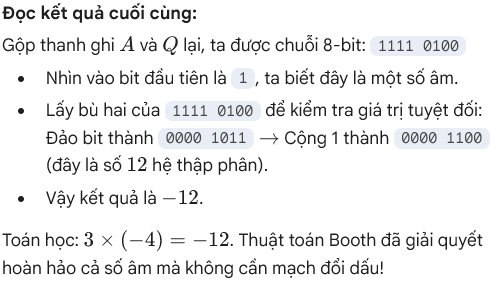 Đọc kết quả cuối cùng:
Gộp thanh ghi A và Q lại, ta được chuỗi 8-bit: 1111 0100
• Nhìn vào bit đầu tiên là 1, ta biết đây là một số âm.
• Lấy bù hai của 1111 0100 để kiểm tra giá trị tuyệt đối:
Đảo bit thành 0000 1011 → Cộng 1 thành 0000 1100
(đây là số 12 hệ thập phân).
• Vậy kết quả là −12.
Toán học: 3 × (−4) = −12. Thuật toán Booth đã giải quyết
hoàn hảo cả số âm mà không cần mạch đổi dấu!